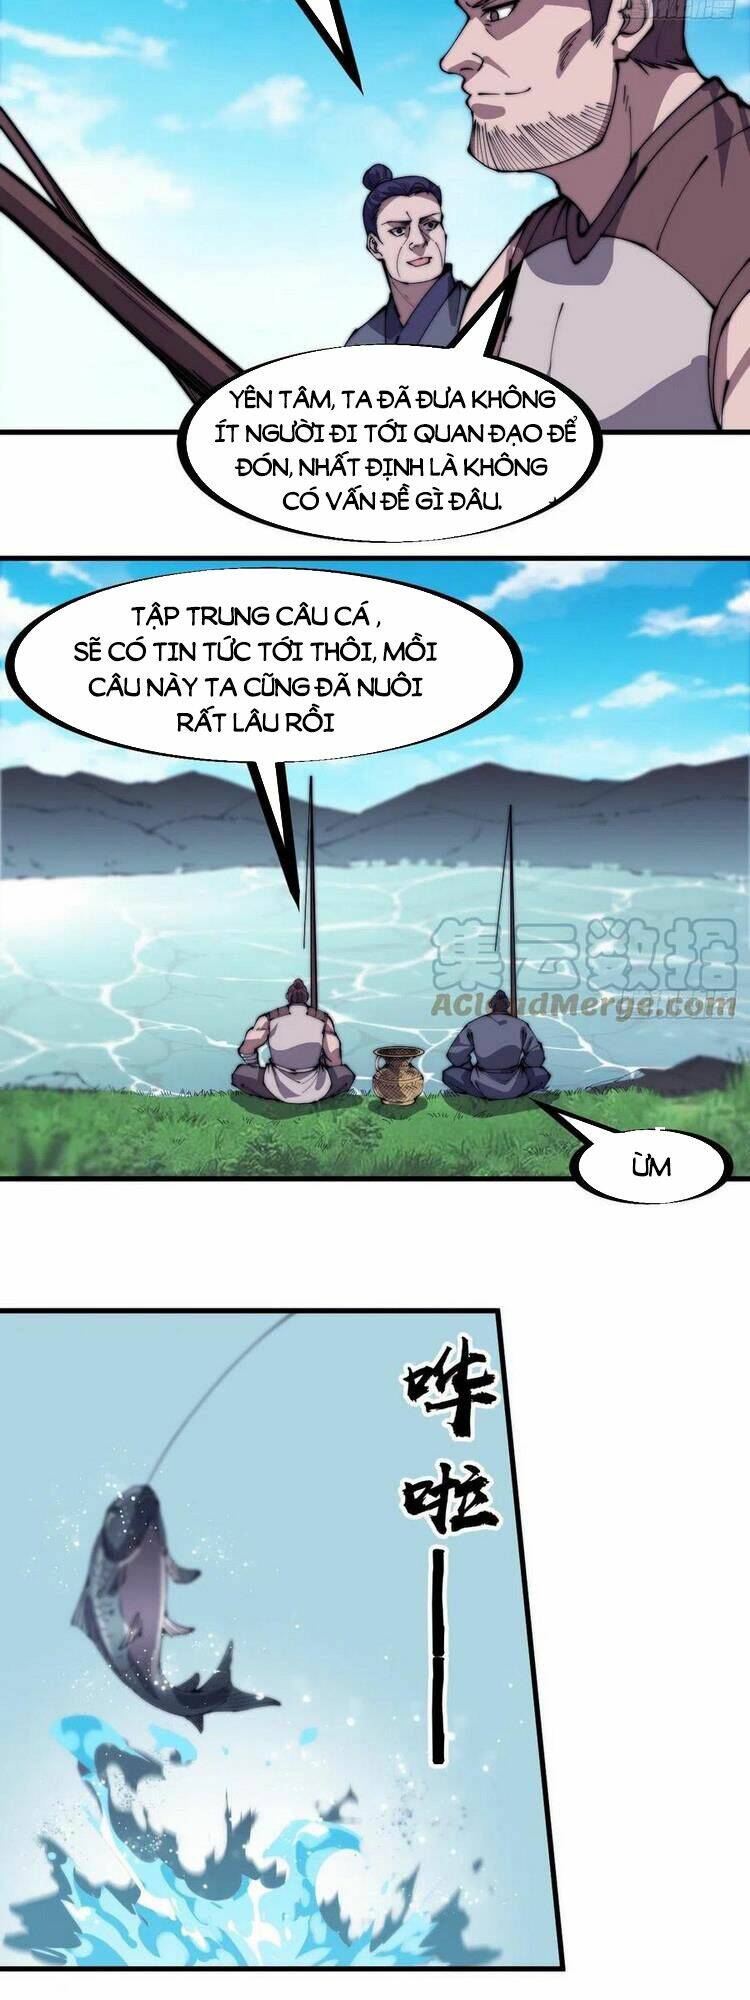 YÊN TÂM, TA ĐÃ ĐƯA KHÔNG
ÍT NGƯỜI ĐI TỚI QUAN ĐẠO ĐỂ
ĐÓN, NHẤT ĐỊNH LÀ KHÔNG
CÓ VẤN ĐỀ GÌ ĐÂU.
TẬP TRUNG CÂU CÁ ,
SẼ CÓ TIN TỨC TỚI THÔI, MỒI
CÂU NÀY TA CŨNG ĐÃ NUÔI
RẤT LÂU RỒI
集云数据
ACloudMerge.com
ỪM
哗
啦